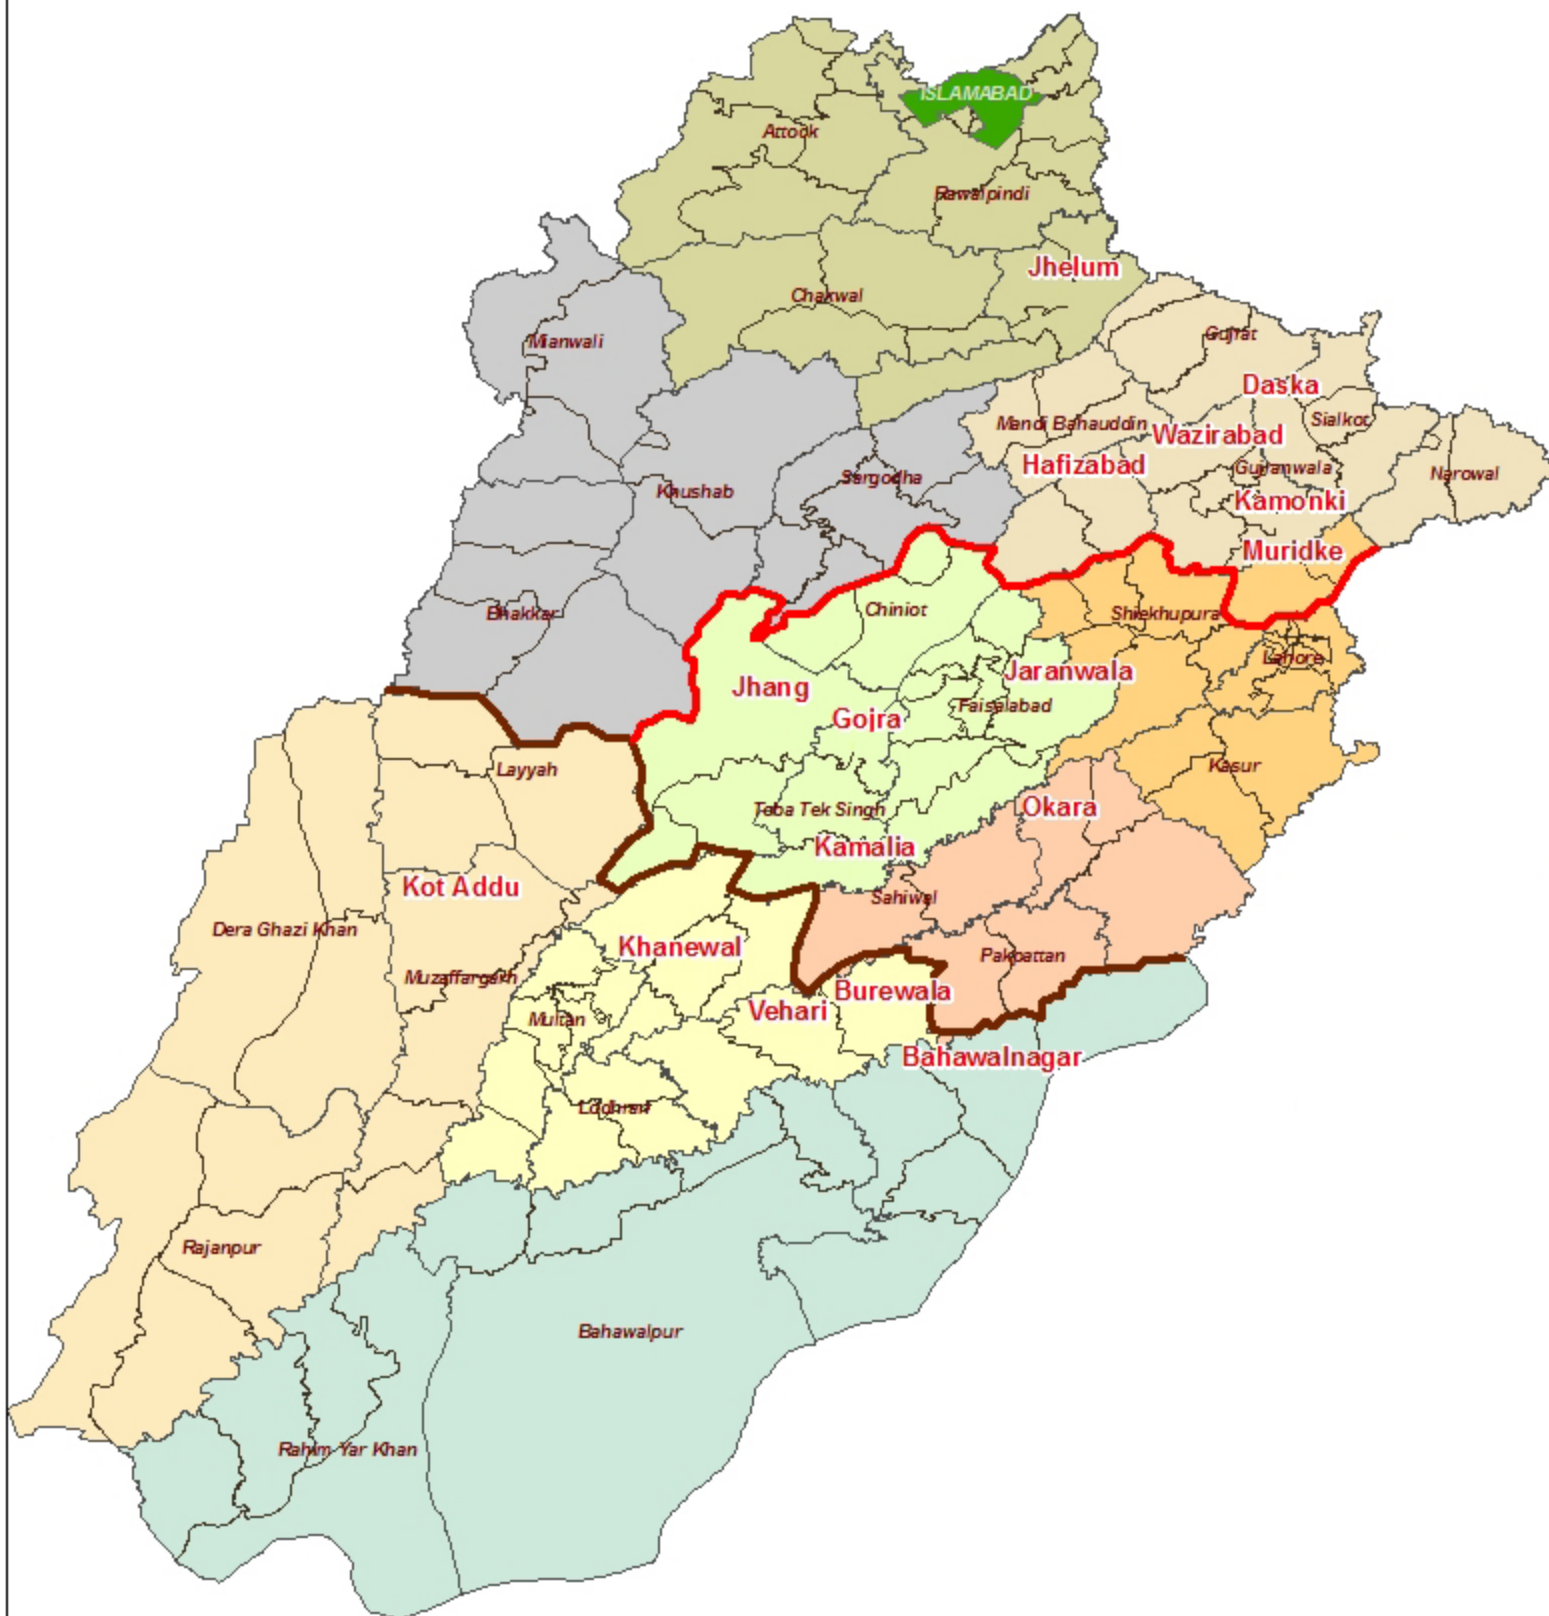 ISLAMABAD
Attock
Rawalpindi
Jhelum
Chakwal
Mianwali
Gujrat
Daska
Mandi Bahauddin
Sialkot
Wazirabad
Hafizabad
Gujranwala
Narowal
Sargodha
Khushab
Kamonki
Muridke
Bhakkar
Chiniot
Shiekhupura
Lahore
Jaranwala
Jhang
Gojra
Faisalabad
Layyah
Kasur
Toba Tek Singh
Okara
Kamalia
Kot Addu
Sahiwal
Dera Ghazi Khan
Khanewal
Pakpattan
Muzaffargarh
Burewala
Vehari
Multan
Bahawalnagar
Lodhran
Rajanpur
Bahawalpur
Rahim Yar Khan